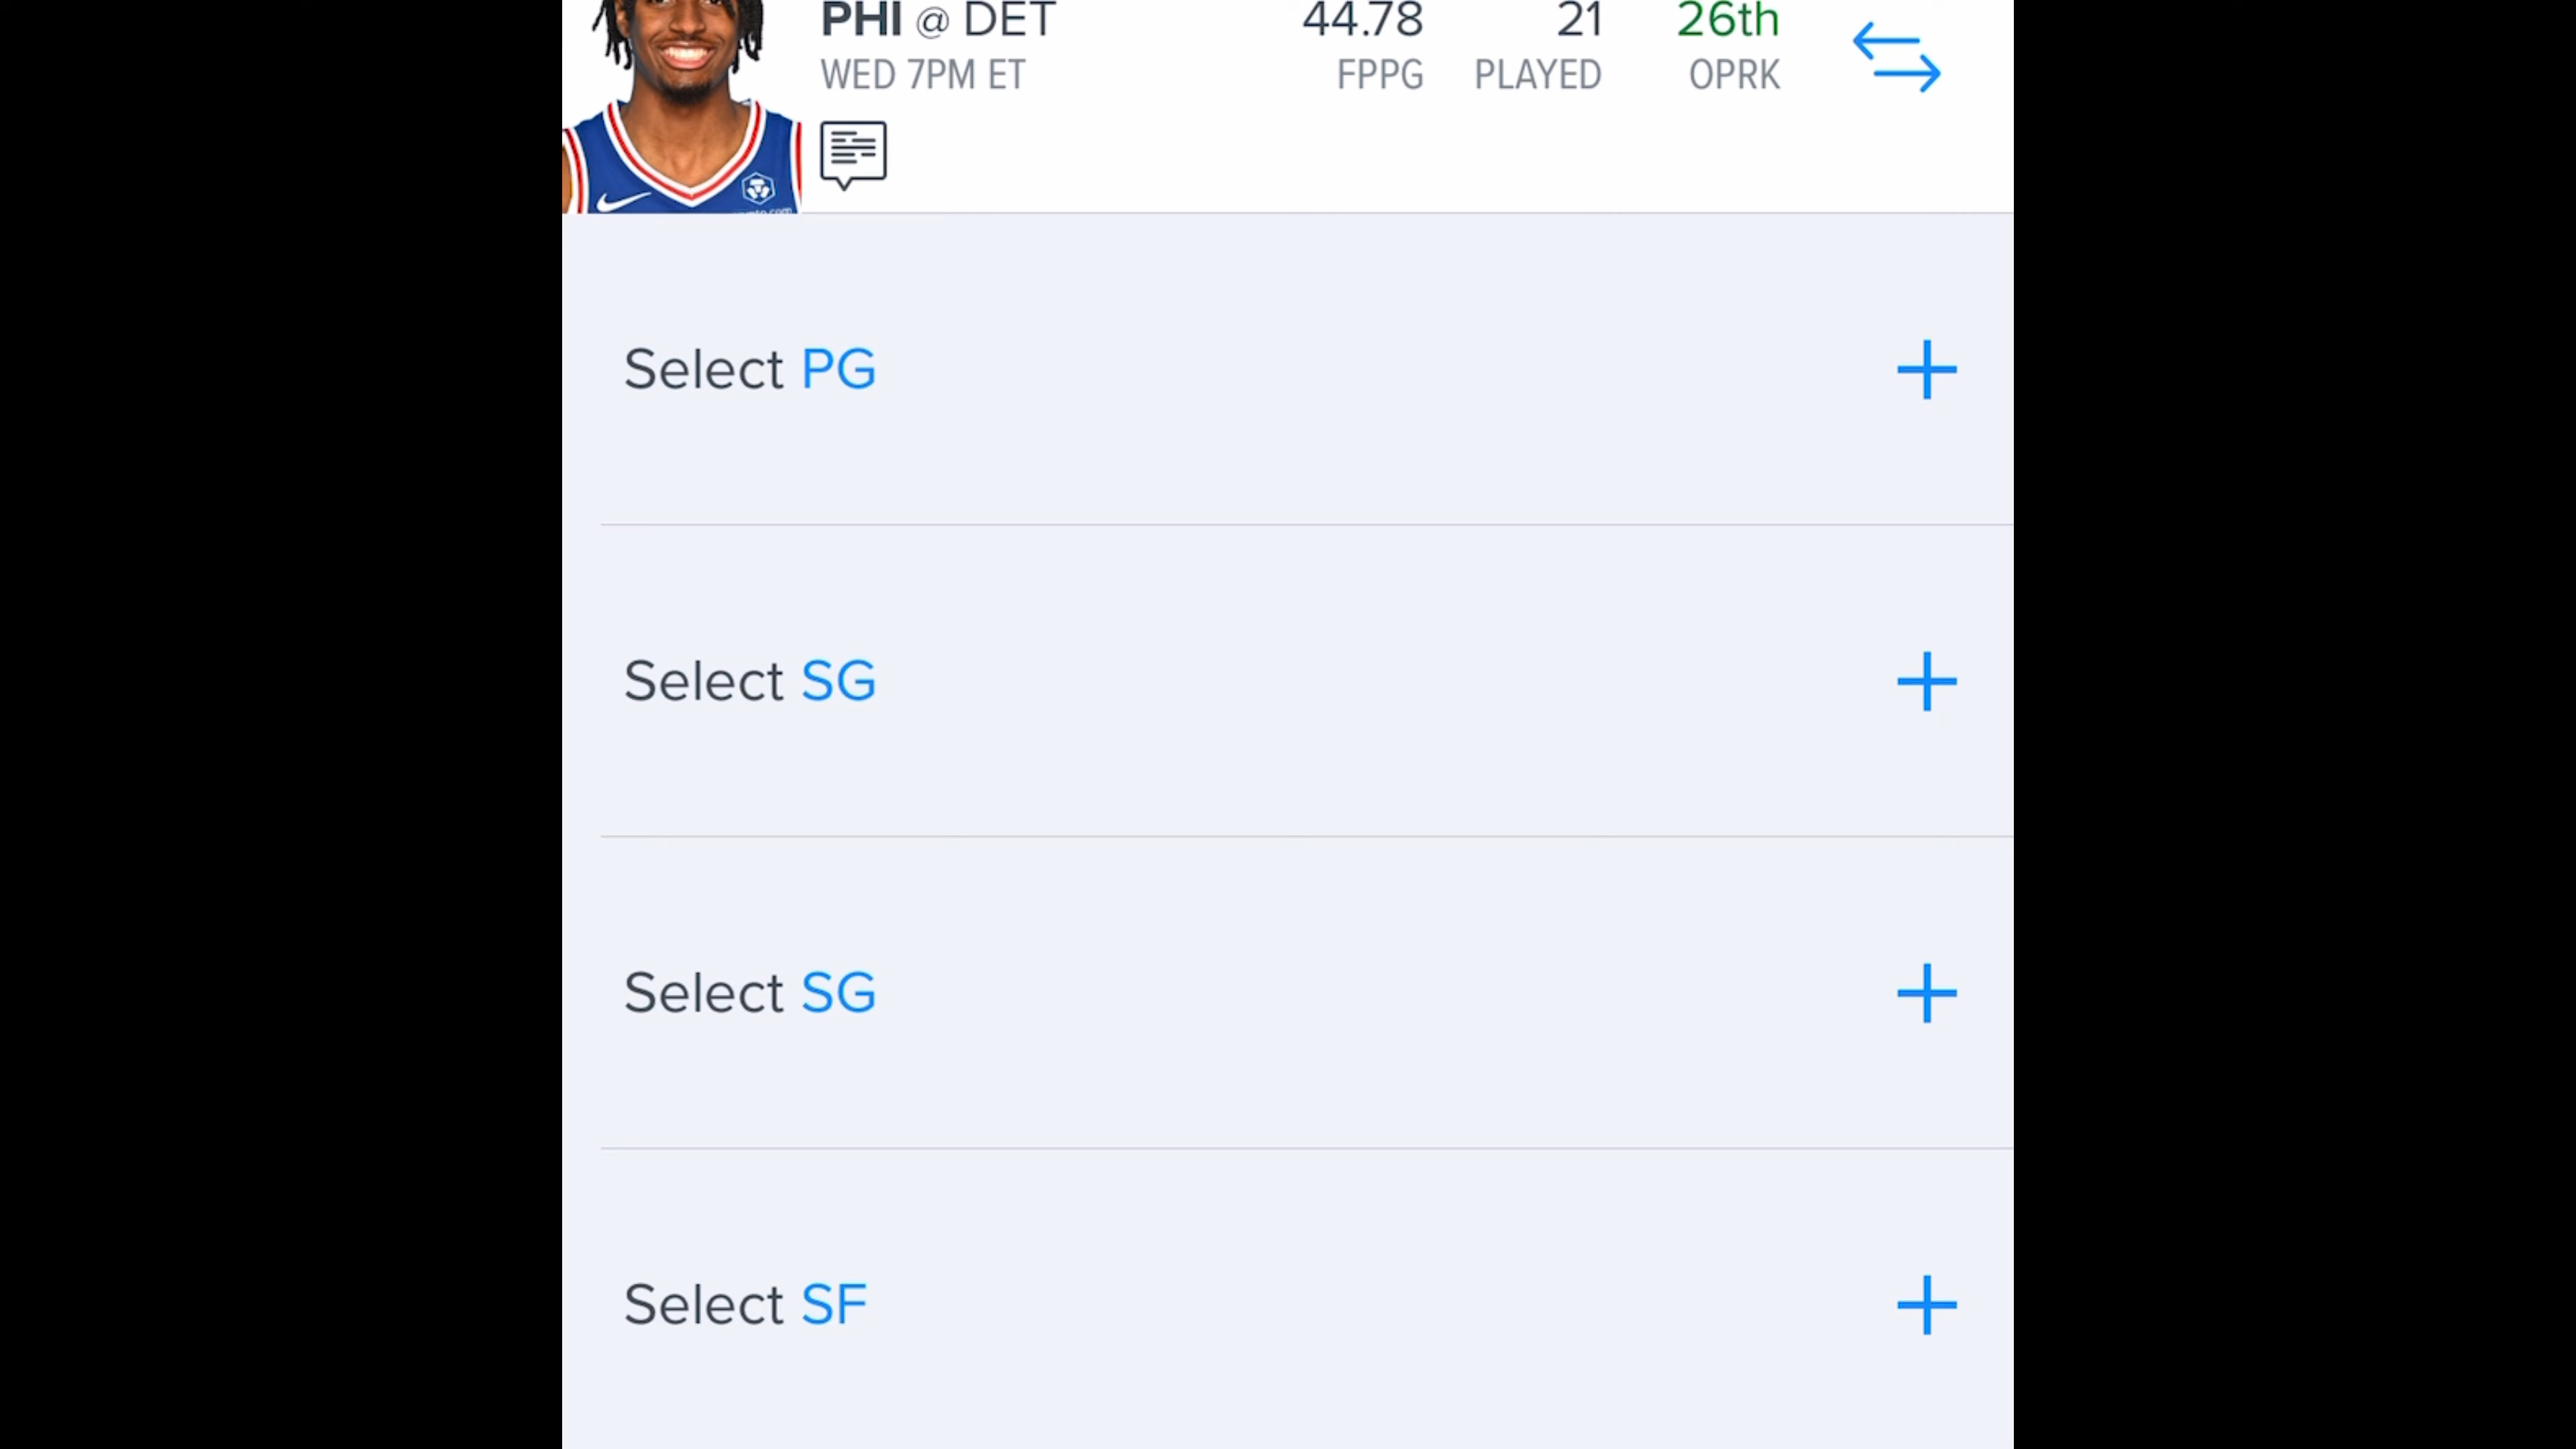 PHI @ DET 44.78 21 26th
WED 7PM ET FPPG PLAYED OPRK
Select PG
Select SG
Select SG
Select SF